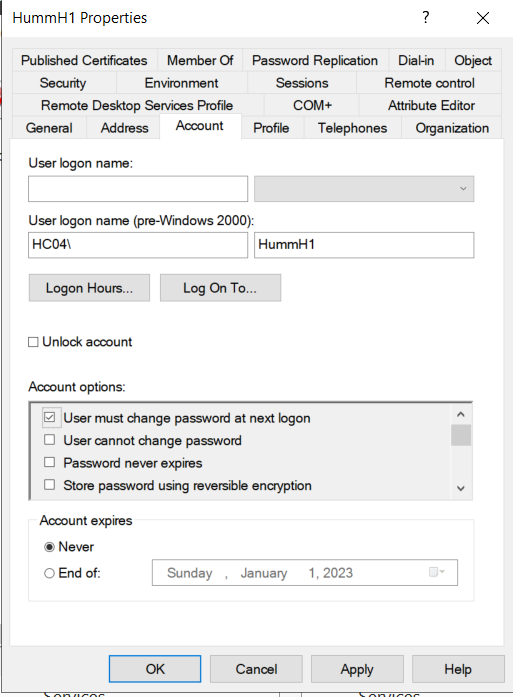 HummH1 Properties ? ×
Published Certificates Member Of Password Replication Dial-in Object
Security Environment Sessions Remote control
Remote Desktop Services Profile COM+ Attribute Editor
General Address Account Profile Telephones Organization
User logon name:
User logon name (pre-Windows 2000):
HC04\ HummH1
Logon Hours... Log On To...
Unlock account
Account options:
User must change password at next logon
User cannot change password
Password never expires
Store password using reversible encryption
Account expires
Never
End of: Sunday , January 1, 2023
OK Cancel Apply Help
Services Services